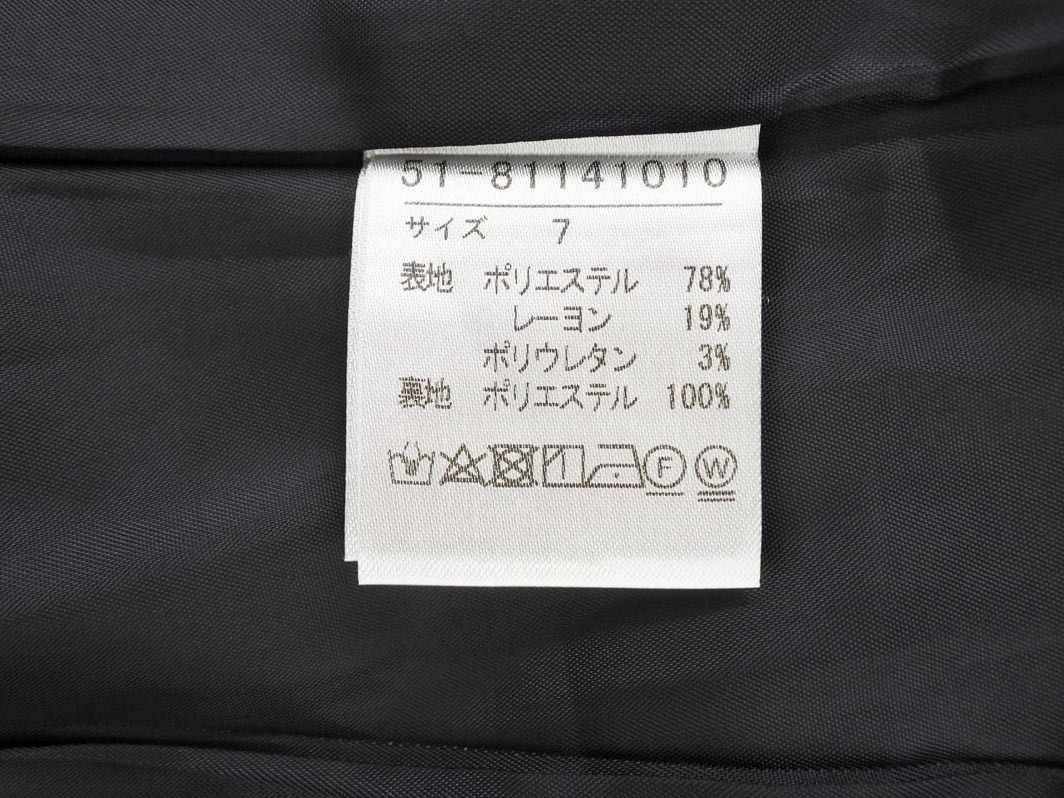 51-81141010
サイズ 7
表地 ポリエステル 78%
レーヨン 19%
ポリウレタン 3%
裏地 ポリエステル 100%
F W